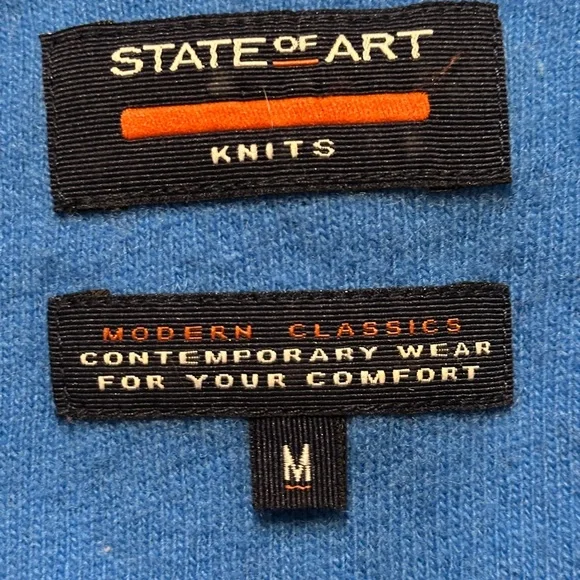 STATE OF ART
KNITS
MODERN CLASSICS
CONTEMPORARY WEAR
FOR YOUR COMFORT
M